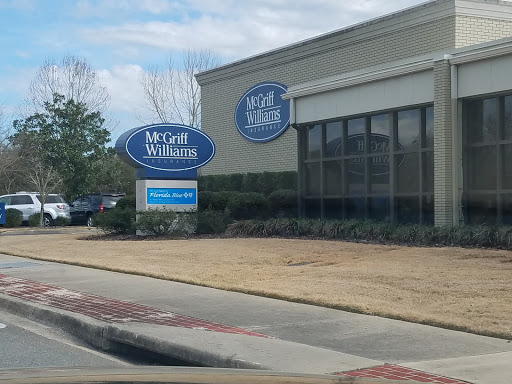 McGriff
Williams
INSURANCE
McGriff
Williams
INSURANCE
Florida Blue